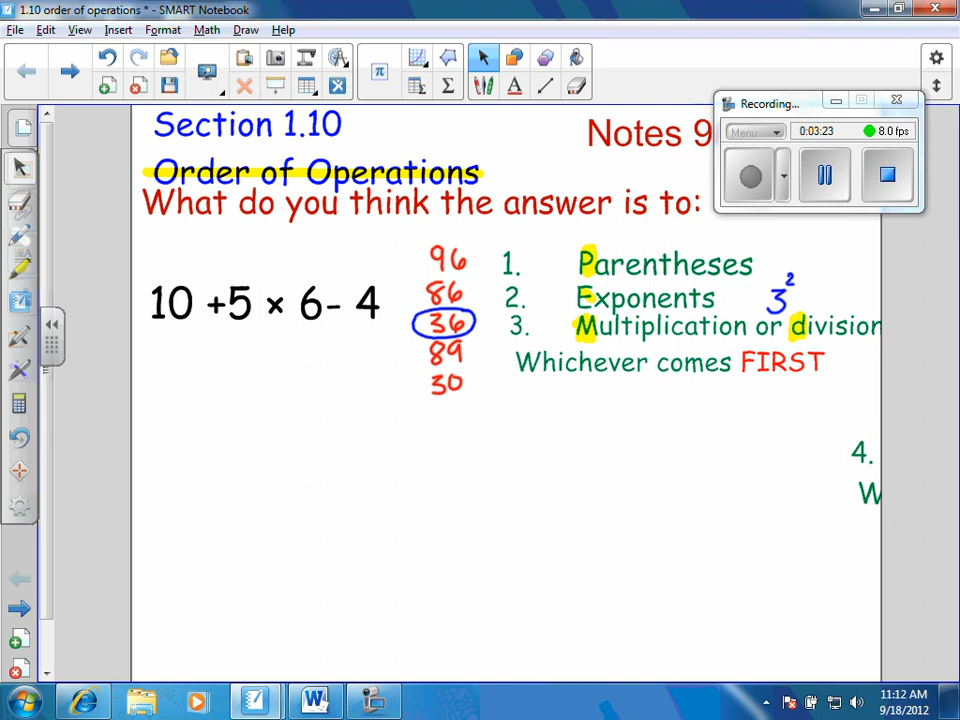 1.10 order of operations * - SMART Notebook
File Edit View Insert Format Math Draw Help
Recording...
Menu 0:03:23 8.0 fps
Section 1.10
Notes 9
Order of Operations
What do you think the answer is to:
10 +5 × 6- 4
96
86
36
89
30
1. Parentheses
2. Exponents 3²
3. Multiplication or division
Whichever comes FIRST
4.
W
11:12 AM
9/18/2012